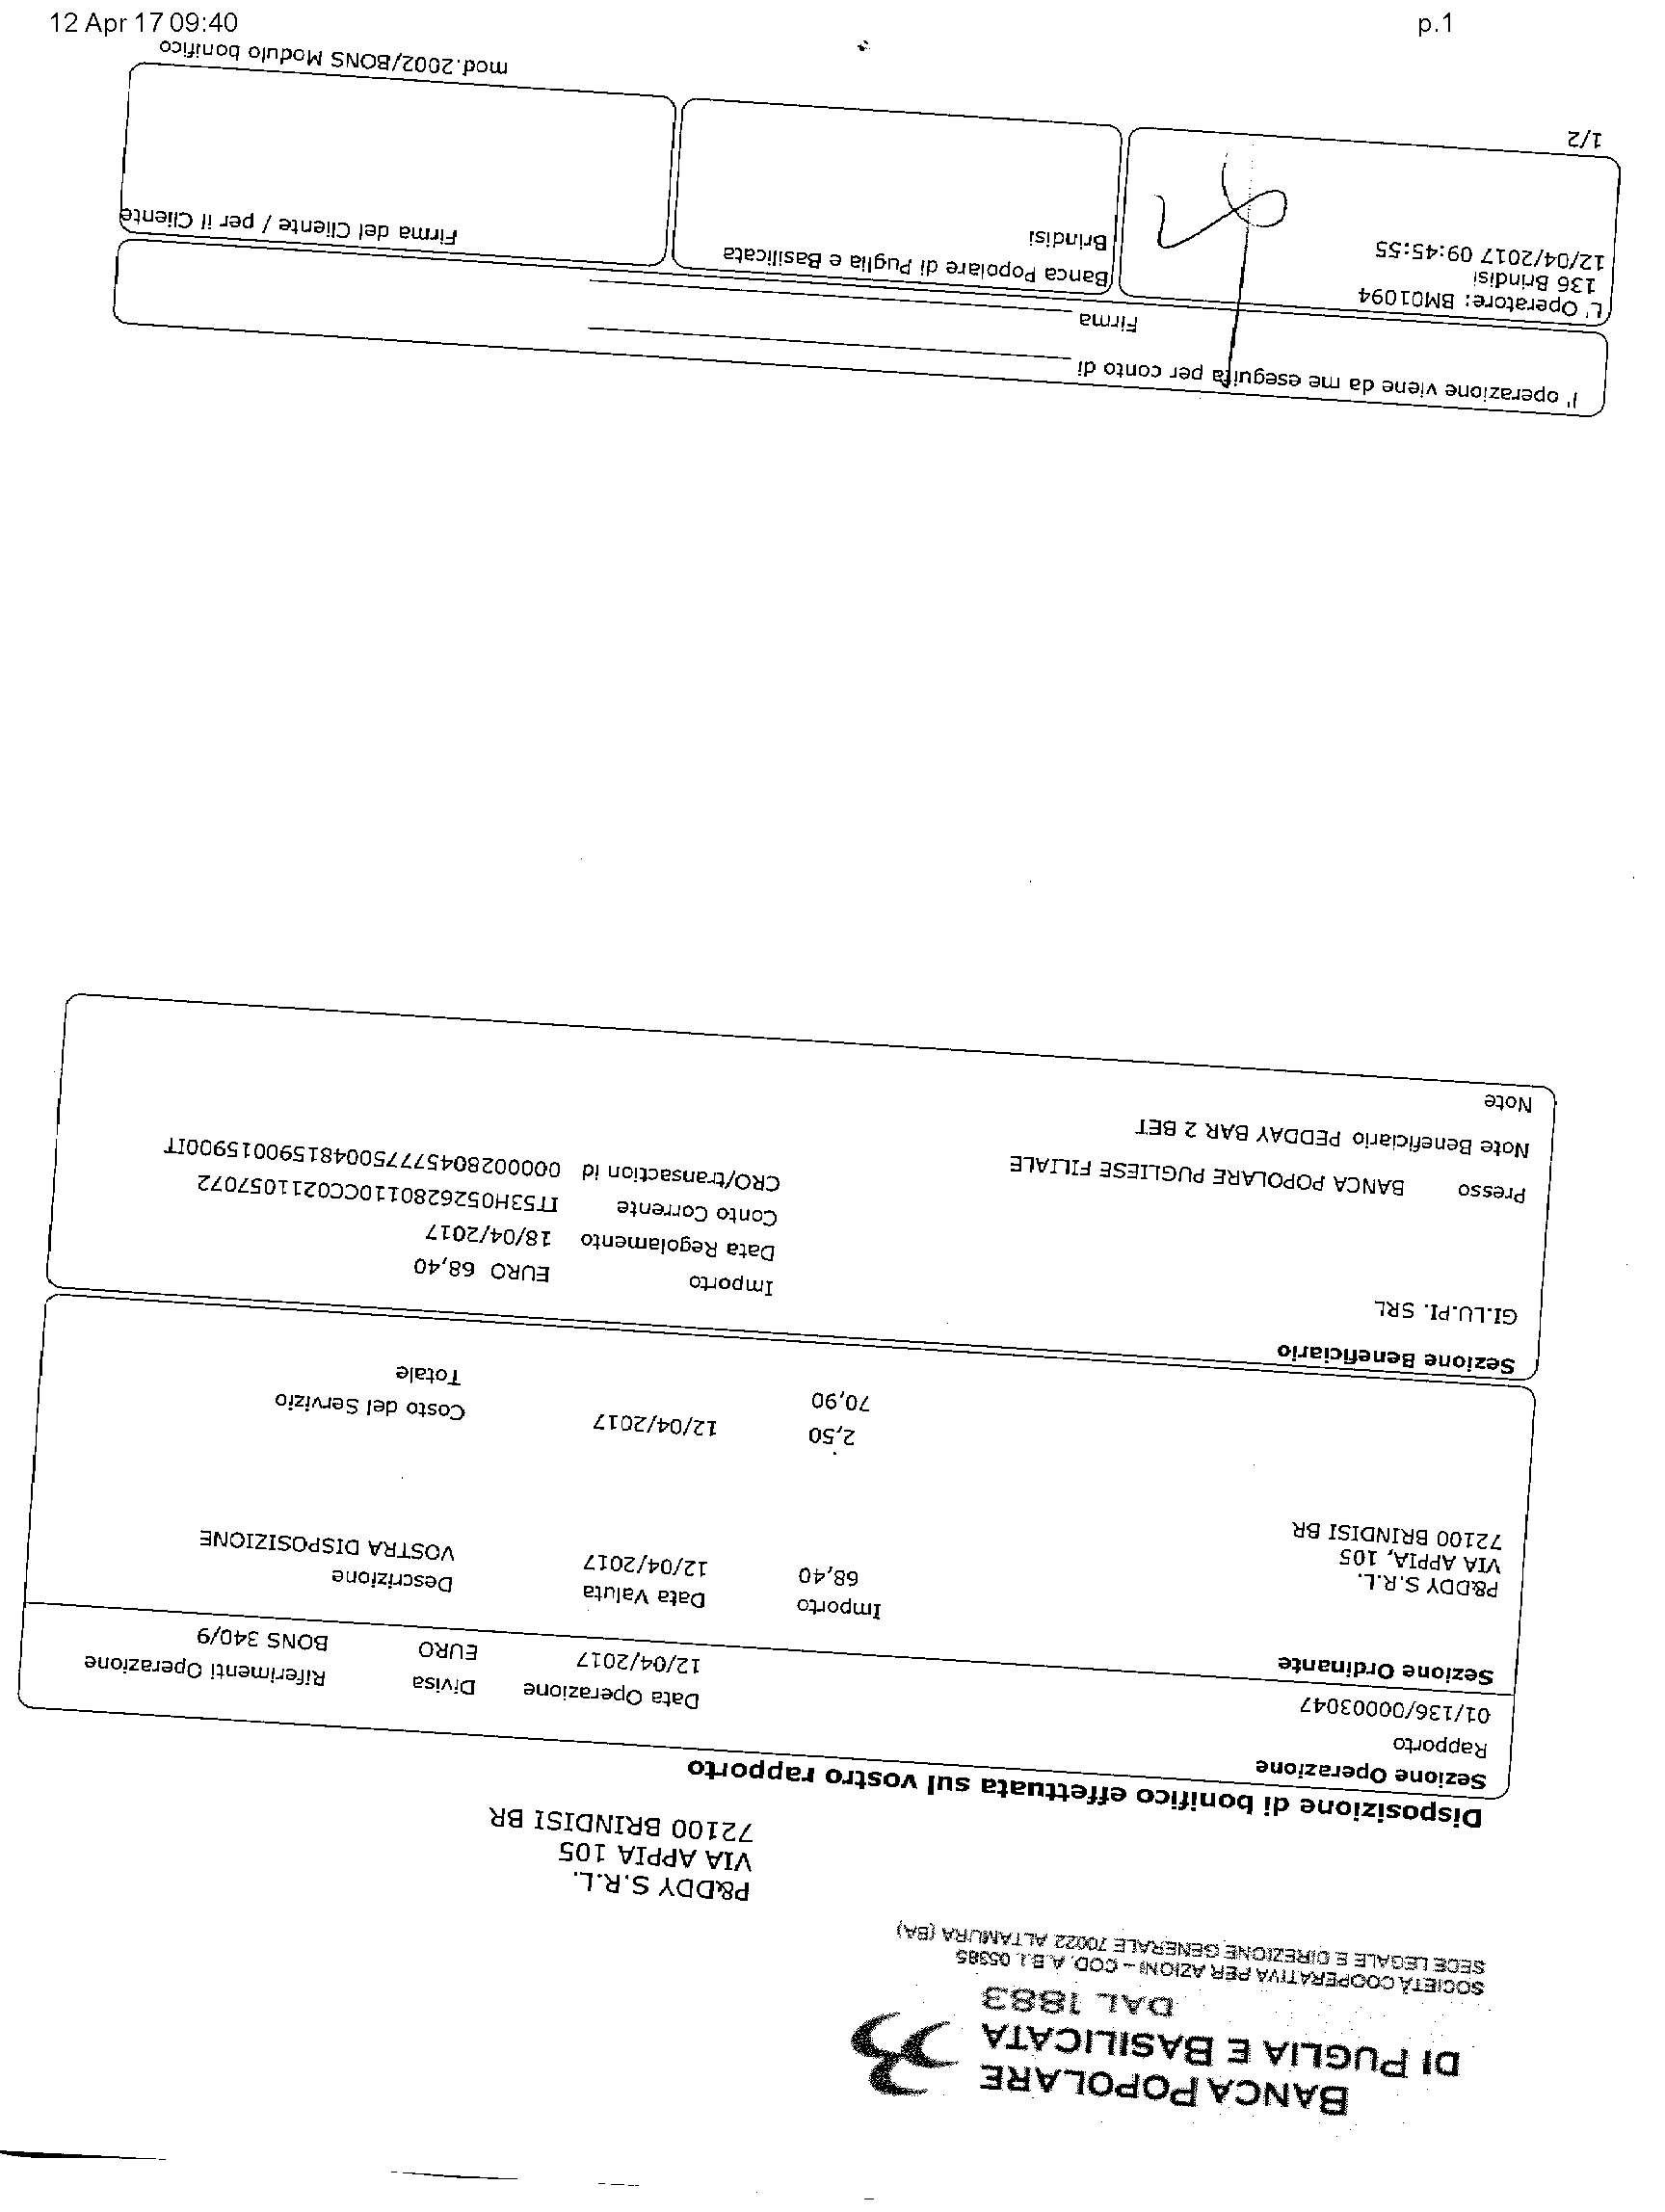 12 Apr 17 09:40 p.1
BANCA POPOLARE
DI PUGLIA E BASILICATA
DAL 1883
SOCIETÀ COOPERATIVA PER AZIONI – COD. A.B.I. 05385
SEDE LEGALE E DIREZIONE GENERALE 70022 ALTAMURA (BA)
P&DDY S.R.L.
VIA APPIA 105
72100 BRINDISI BR
Disposizione di bonifico effettuata sul vostro rapporto
Sezione Operazione
Rapporto Data Operazione Divisa Riferimenti Operazione
01/136/00003047 12/04/2017 EURO BONS 340/9
Sezione Ordinante
Importo Data Valuta Descrizione
P&DDY S.R.L. 68,40 12/04/2017 VOSTRA DISPOSIZIONE
VIA APPIA, 105
72100 BRINDISI BR
2,50 12/04/2017 Costo del Servizio
70,90 Totale
Sezione Beneficiario
GI.LU.PI. SRL Importo EURO 68,40
Data Regolamento 18/04/2017
Conto Corrente IT53H0526280110CC0211057072
Presso BANCA POPOLARE PUGLIESE FILIALE CRO/transaction id 0000028045777500481590015900IT
Note Beneficiario PEDDAY BAR 2 BET
Note
l' operazione viene da me eseguita per conto di
Firma
L' Operatore: BM01094 Banca Popolare di Puglia e Basilicata Firma del Cliente / per il Cliente
136 Brindisi Brindisi
12/04/2017 09:45:55
1/2 mod.2002/BONS Modulo bonifico